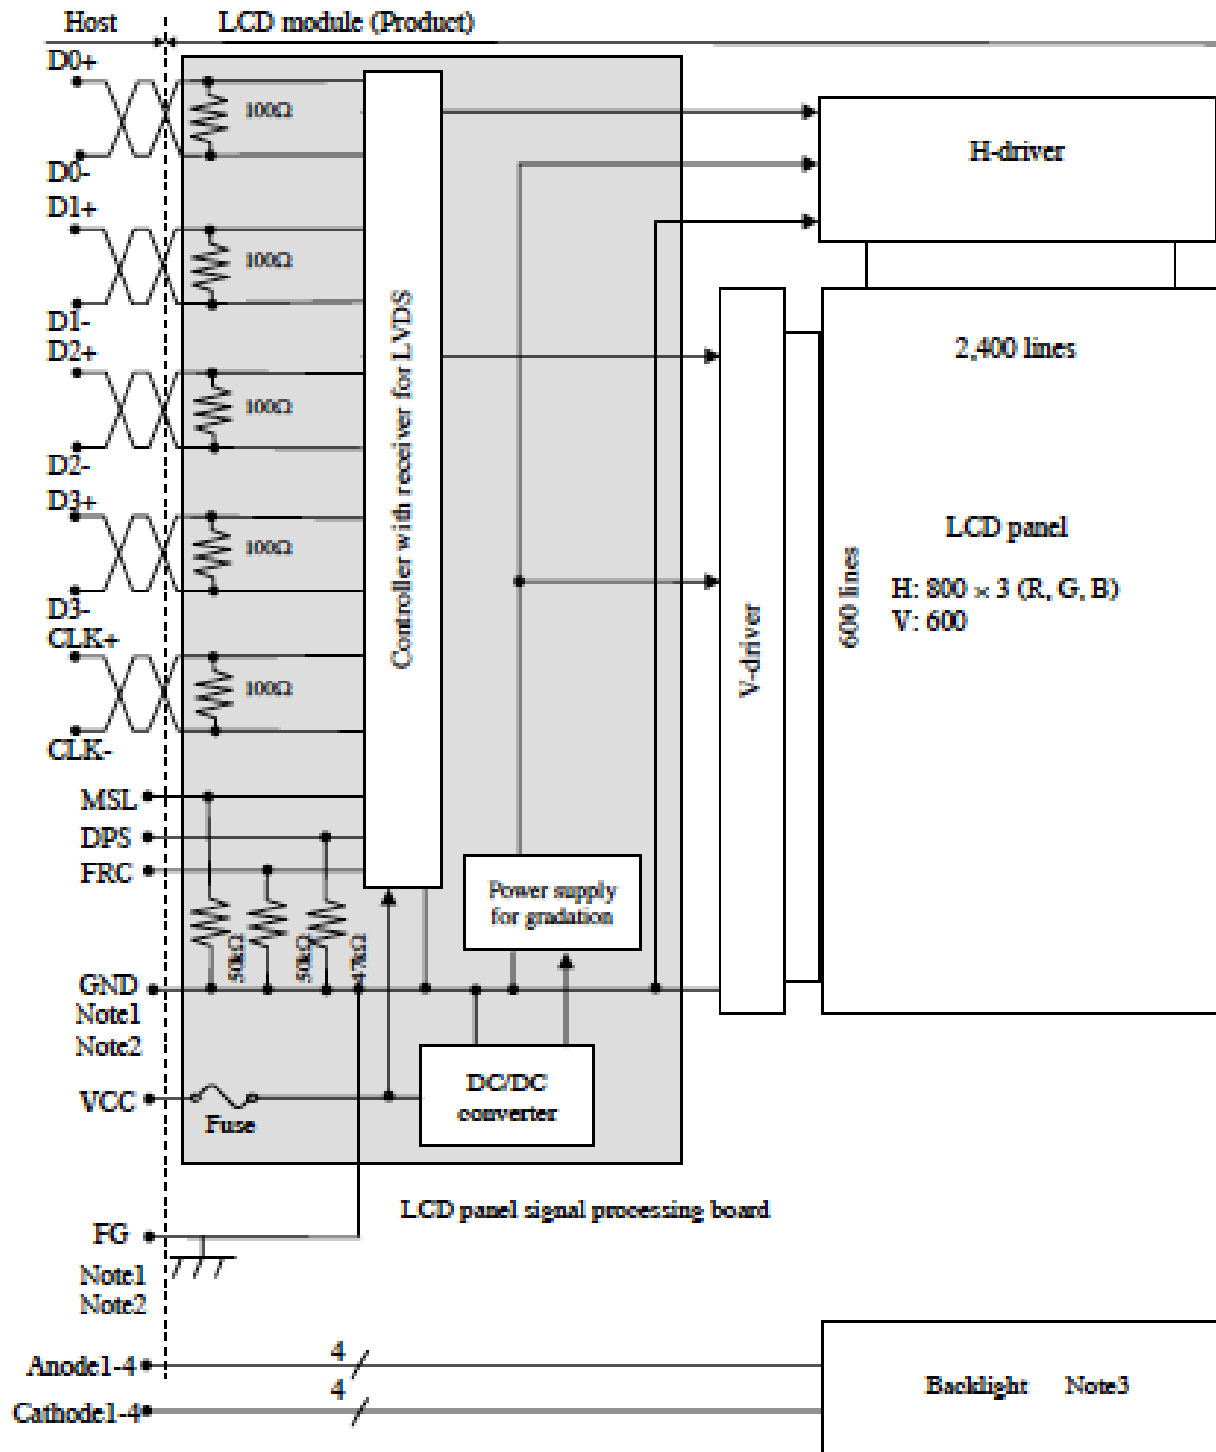 Host
LCD module (Product)
D0+
100Ω
D0-
H-driver
D1+
100Ω
D1-
D2+
100Ω
D2-
D3+
100Ω
D3-
CLK+
100Ω
CLK-
Controller with receiver for LVDS
2,400 lines
LCD panel
H: 800 × 3 (R, G, B)
V: 600
600 lines
V-driver
MSL
DPS
FRC
Power supply
for gradation
50kΩ
50kΩ
47kΩ
GND
Note1
Note2
VCC
Fuse
DC/DC
converter
LCD panel signal processing board
FG
Note1
Note2
Anode1-4
4
Cathode1-4
4
Backlight Note3